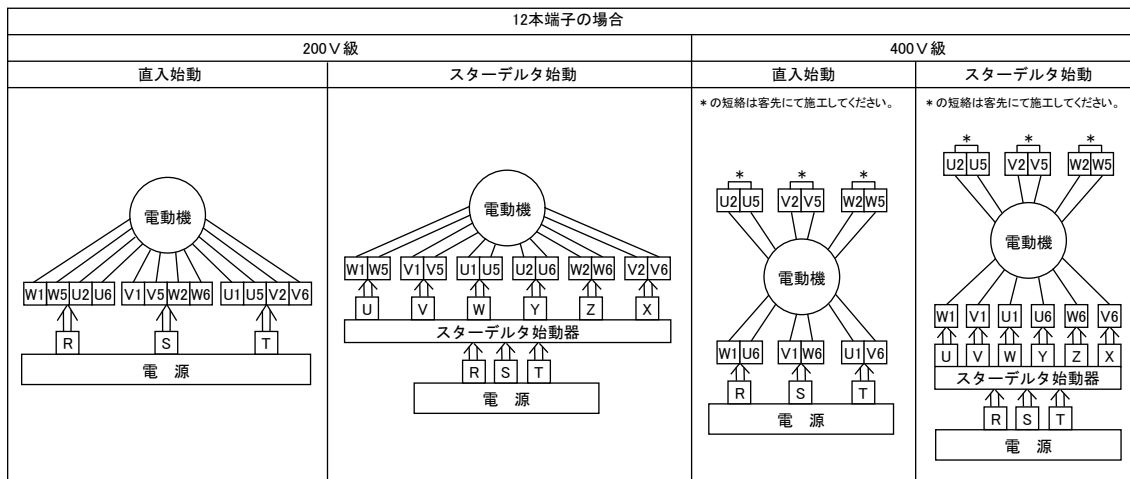 12本端子の場合
200V級
400V級
直入始動
スターデルタ始動
直入始動
スターデルタ始動
電動機
W1 W5 U2 U6 V1 V5 W2 W6 U1 U5 V2 V6
R S T
電 源
電動機
W1 W5 V1 V5 U1 U5 U2 U6 W2 W6 V2 V6
U V W Y Z X
スターデルタ始動器
R S T
電 源
*の短絡は客先にて施工してください。
* * *
U2 U5 V2 V5 W2 W5
電動機
W1 U6 V1 W6 U1 V6
R S T
電 源
*の短絡は客先にて施工してください。
* * *
U2 U5 V2 V5 W2 W5
電動機
W1 V1 U1 U6 W6 V6
U V W Y Z X
スターデルタ始動器
R S T
電 源